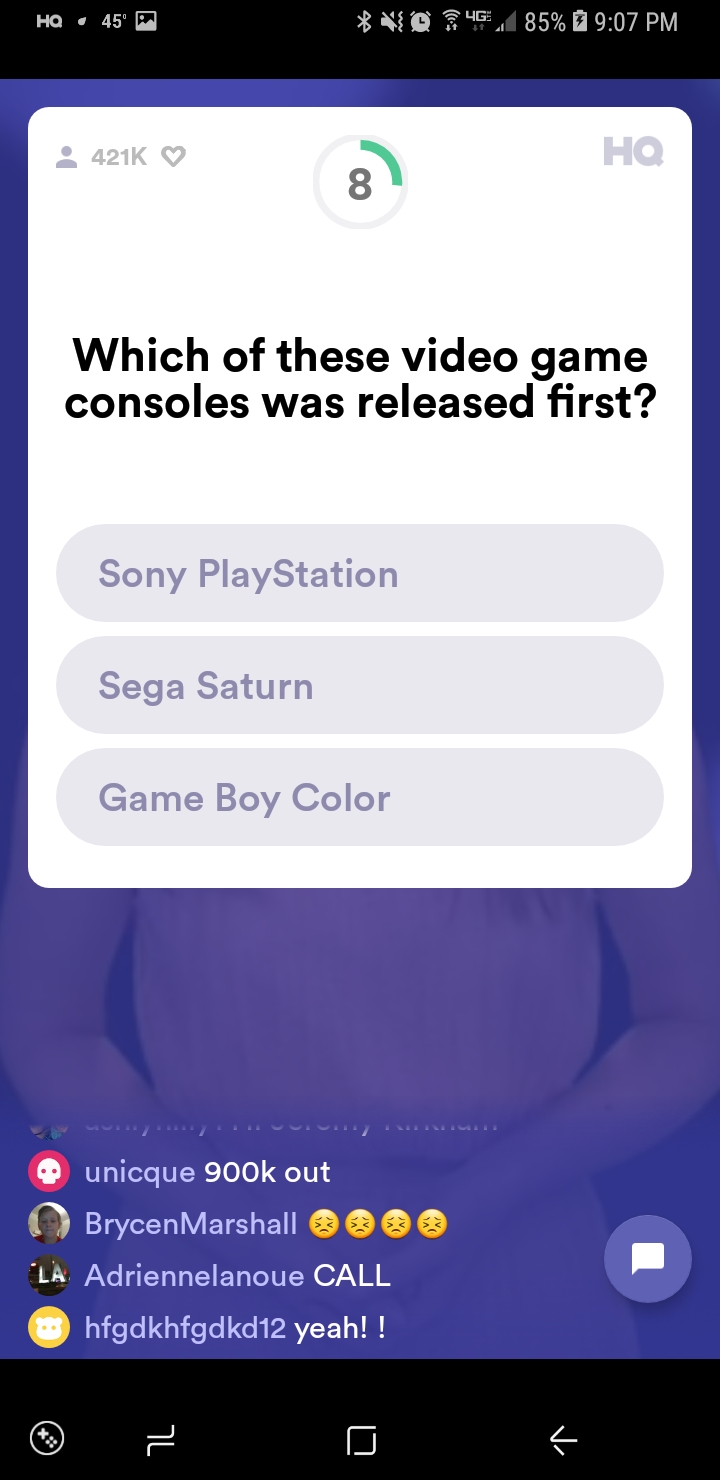 HQ 45° 4G 85% 9:07 PM
421K 8 HQ
Which of these video game
consoles was released first?
Sony PlayStation
Sega Saturn
Game Boy Color
unicque 900k out
BrycenMarshall 😣😣😣😣
LA Adriennelanoue CALL
hfgdkhfgdkd12 yeah! !